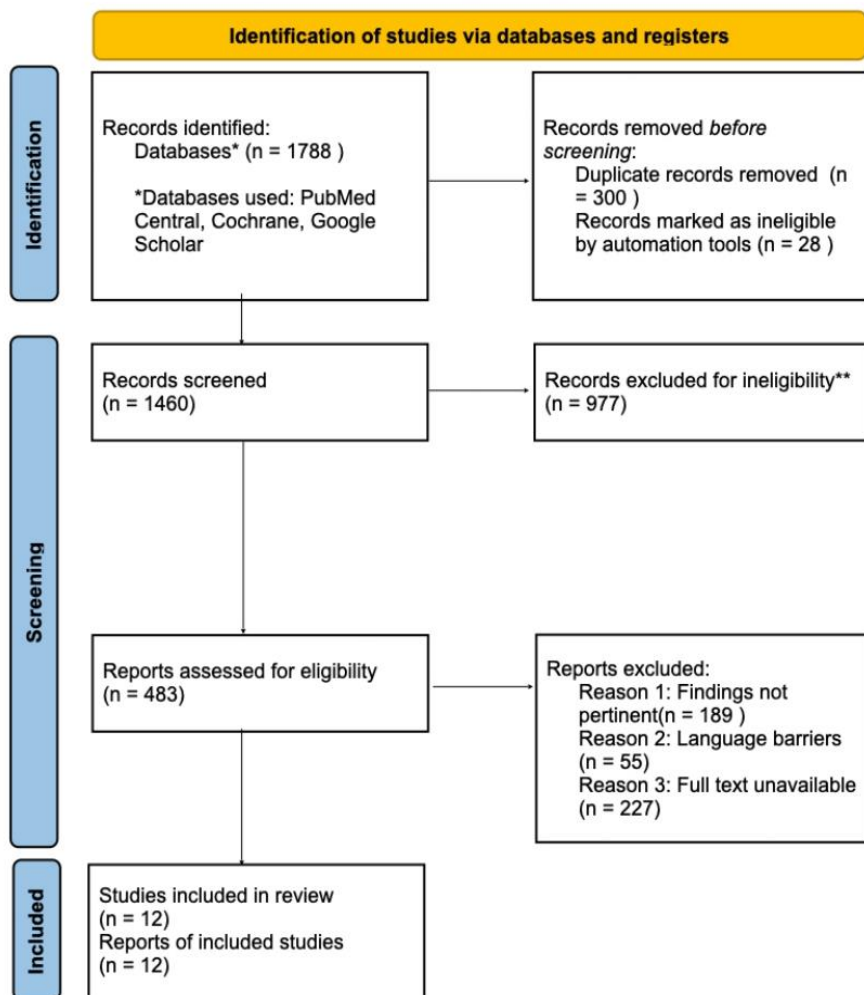 Identification of studies via databases and registers
Identification
Records identified:
Databases* (n = 1788 )
*Databases used: PubMed
Central, Cochrane, Google
Scholar
Records removed before
screening:
Duplicate records removed (n
= 300 )
Records marked as ineligible
by automation tools (n = 28 )
Screening
Records screened
(n = 1460)
Records excluded for ineligibility**
(n = 977)
Reports assessed for eligibility
(n = 483)
Reports excluded:
Reason 1: Findings not
pertinent(n = 189 )
Reason 2: Language barriers
(n = 55)
Reason 3: Full text unavailable
(n = 227)
Included
Studies included in review
(n = 12)
Reports of included studies
(n = 12)